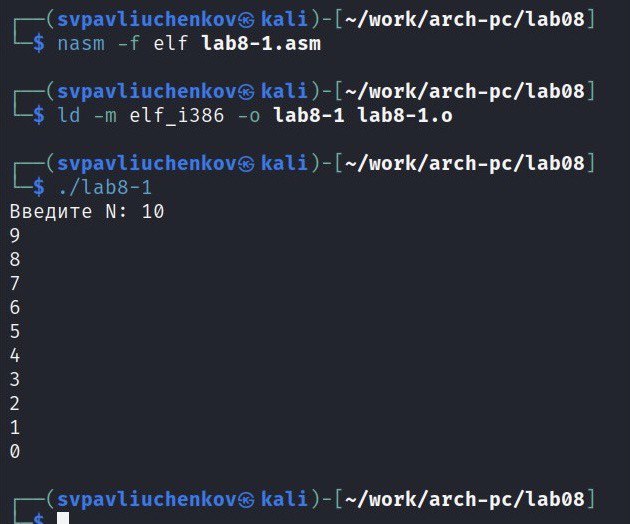 ┌──(svpavliuchenkov㉿kali)-[~/work/arch-pc/lab08]
└─$ nasm -f elf lab8-1.asm
┌──(svpavliuchenkov㉿kali)-[~/work/arch-pc/lab08]
└─$ ld -m elf_i386 -o lab8-1 lab8-1.o
┌──(svpavliuchenkov㉿kali)-[~/work/arch-pc/lab08]
└─$ ./lab8-1
Введите N: 10
9
8
7
6
5
4
3
2
1
0
┌──(svpavliuchenkov㉿kali)-[~/work/arch-pc/lab08]
└─$